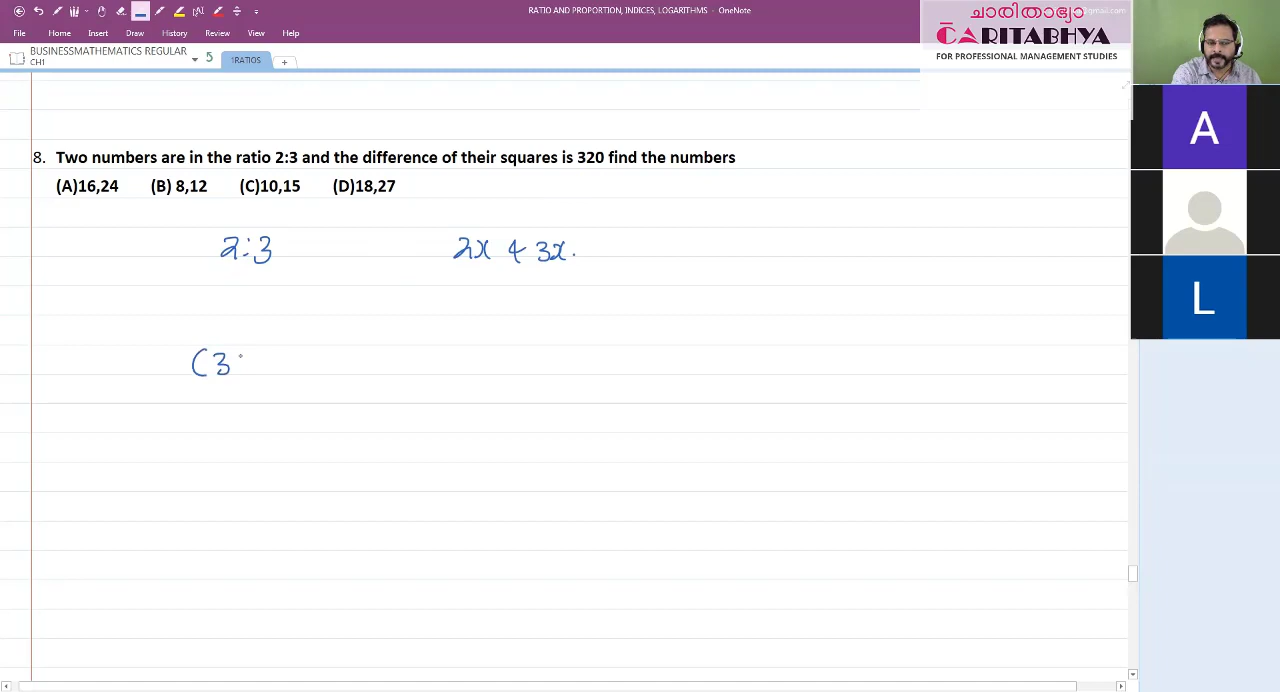 RATIO AND PROPORTION, INDICES, LOGARITHMS - OneNote
File Home Insert Draw History Review View Help
BUSINESSMATHEMATICS REGULAR
CH1
5
1RATIOS
ചാരിതാഭ്യാ
@gmail.com
CARITABHYA
FOR PROFESSIONAL MANAGEMENT STUDIES
A
L
8. Two numbers are in the ratio 2:3 and the difference of their squares is 320 find the numbers
(A)16,24 (B) 8,12 (C)10,15 (D)18,27
2:3 2x & 3x.
(3